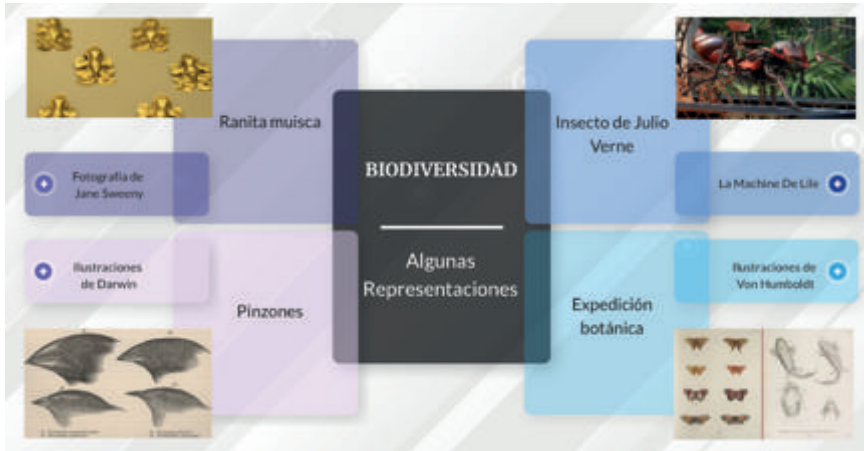 Ranita muisca
Fotografía de
Jane Sweeny
BIODIVERSIDAD
Algunas
Representaciones
Insecto de Julio
Verne
La Machine De Lile
Ilustraciones
de Darwin
Pinzones
Expedición
botánica
Ilustraciones de
Von Humboldt